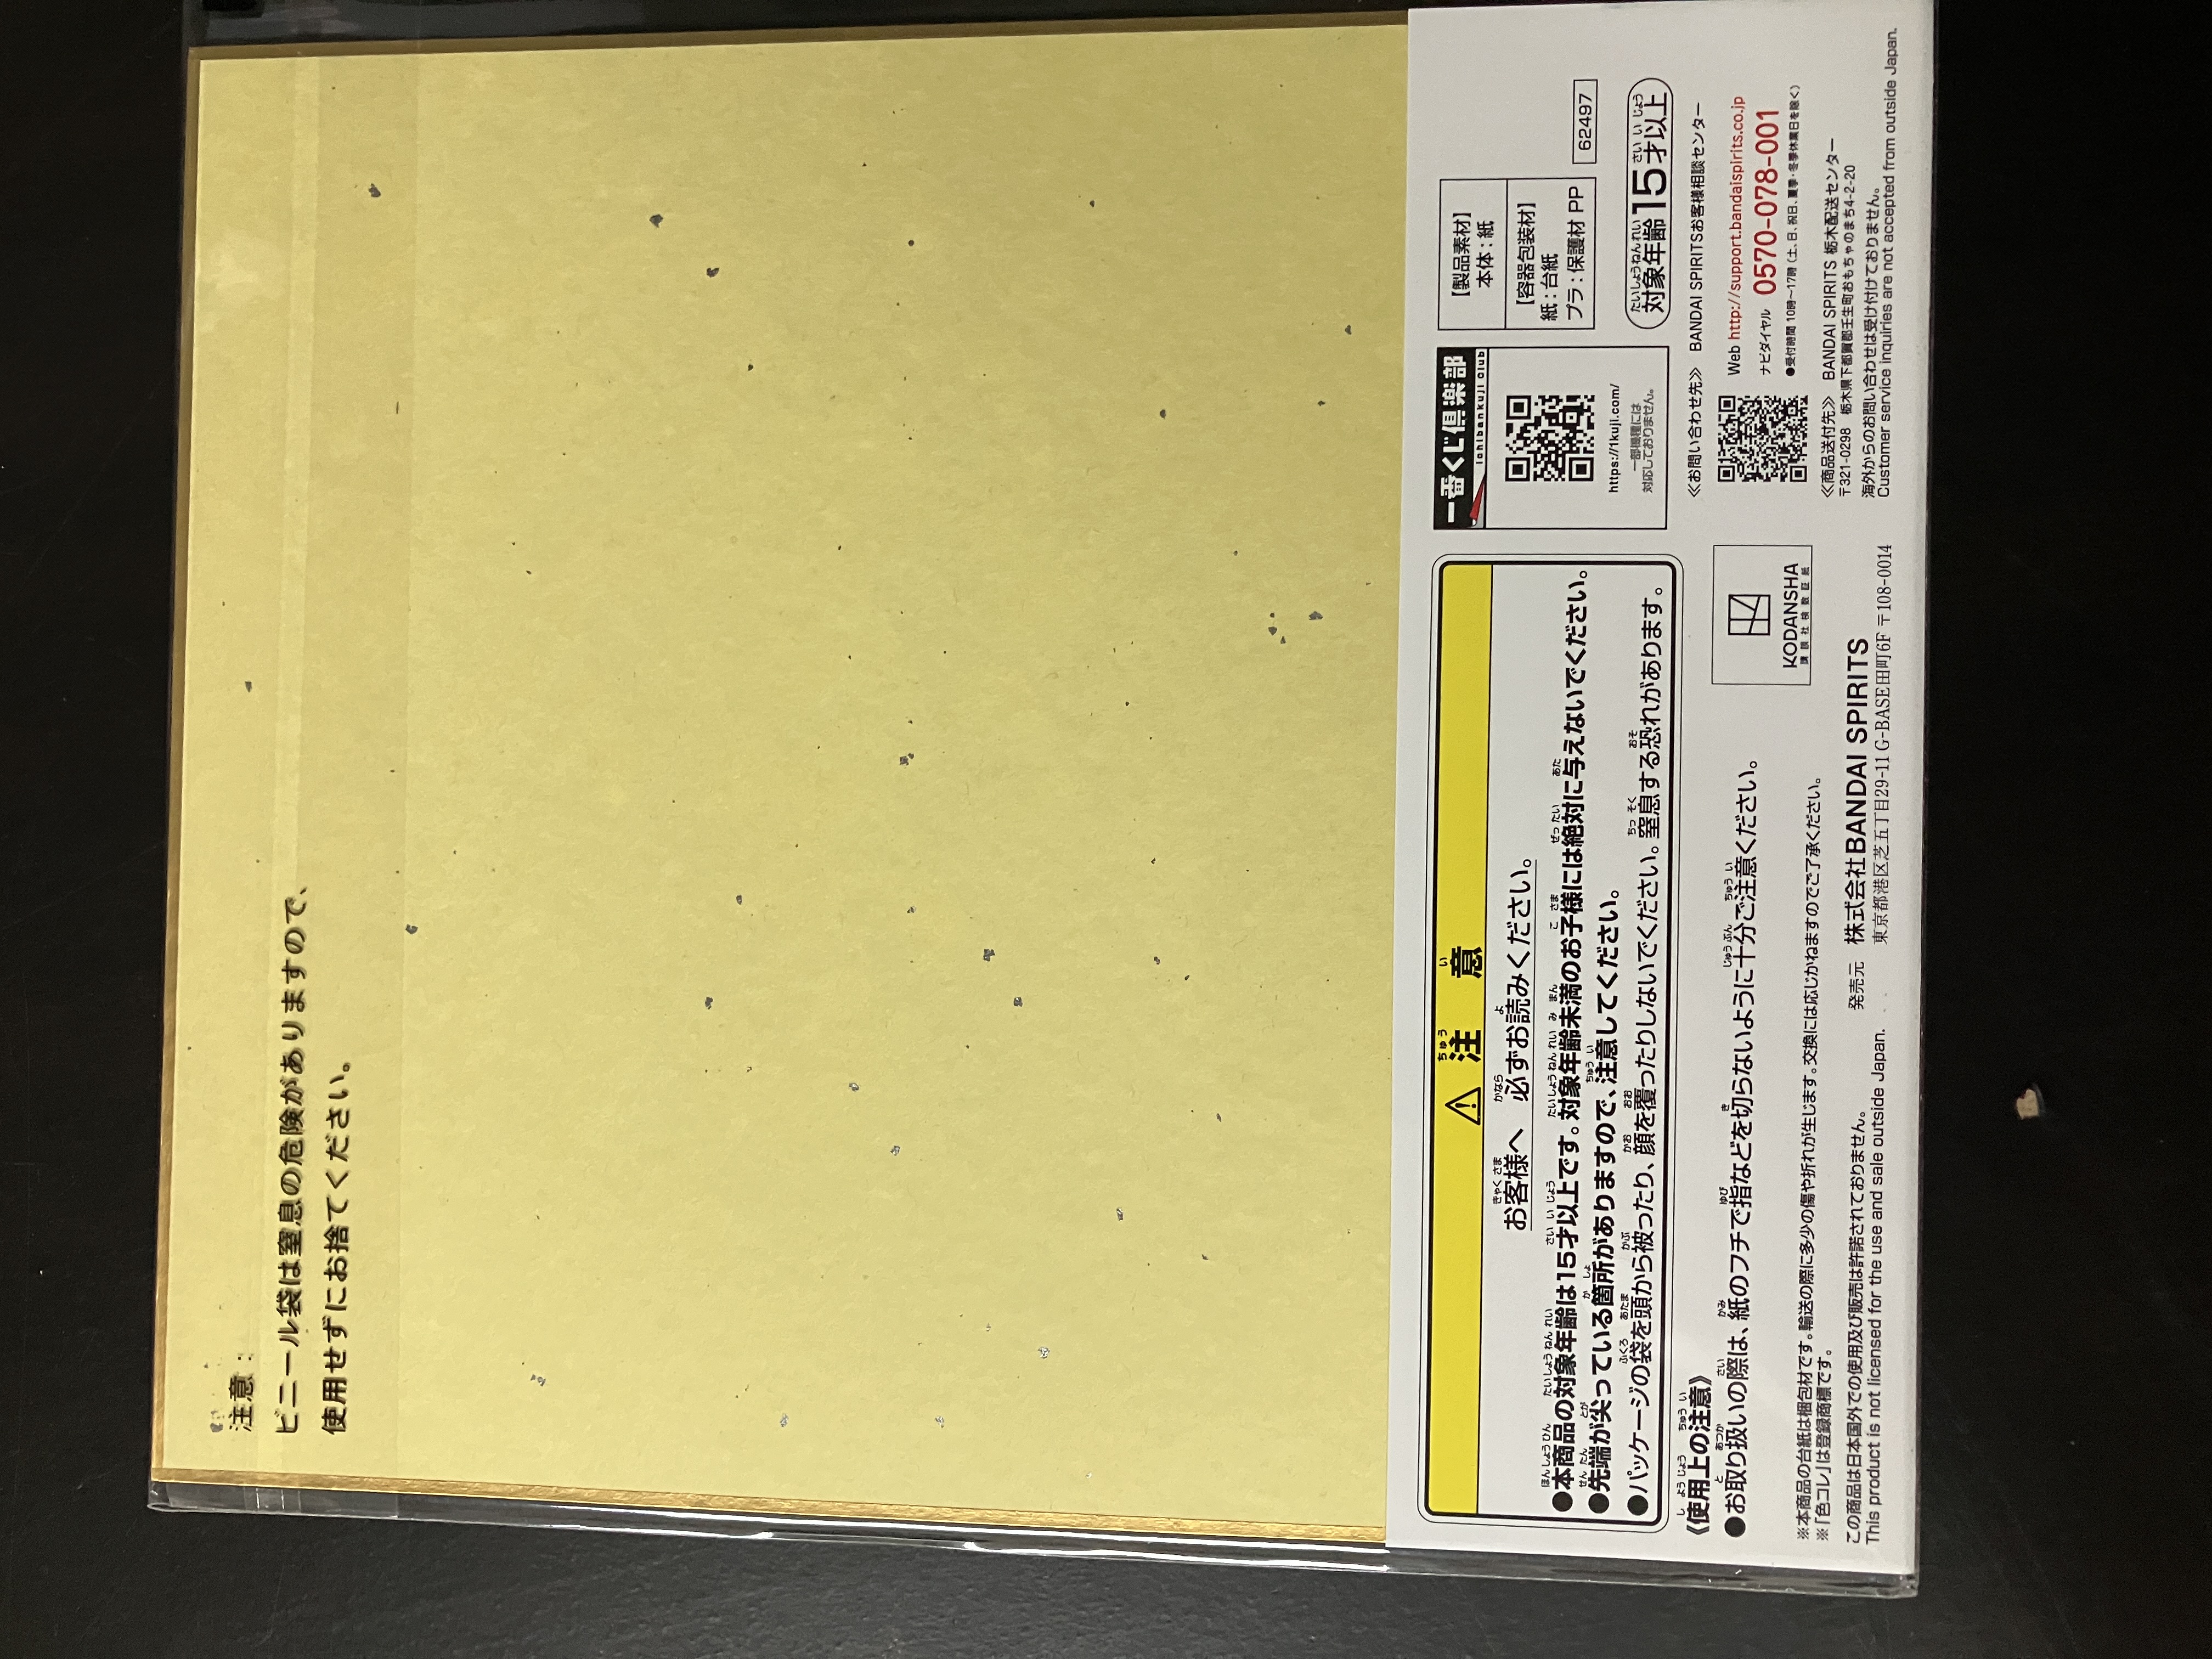 注意：
ビニール袋は窒息の危険がありますので、
使用せずにお捨てください。
注意
お客様へ 必ずお読みください。
●本商品の対象年齢は15才以上です。対象年齢未満のお子様には絶対に与えないでください。
●先端が尖っている箇所がありますので、注意してください。
●パッケージの袋を頭から被ったり、顔を覆ったりしないでください。窒息する恐れがあります。
《使用上の注意》
●お取り扱いの際は、紙のフチで指などを切らないように十分ご注意ください。
※本商品の台紙は梱包材です。輸送の際に多少の傷や折れが生じます。交換には応じかねますのでご了承ください。
※「色コレ」は登録商標です。
この商品は日本国外での使用及び販売は許諾されておりません。
This product is not licensed for the use and sale outside Japan.
KODANSHA
講談社検数証紙
発売元 株式会社BANDAI SPIRITS
東京都港区芝五丁目29-11 G-BASE田町6F 〒108-0014
一番くじ倶楽部
Ichibankuji Club
https://1kuji.com/
一部機種には
対応しておりません。
【製品素材】
本体：紙
【容器包装材】
紙：台紙
プラ：保護材 PP
62497
対象年齢15才以上
《お問い合わせ先》 BANDAI SPIRITSお客様相談センター
Web http://support.bandaispirits.co.jp
ナビダイヤル 0570-078-001
●受付時間 10時～17時（土、日、祝日、夏季・冬季休業日を除く）
《商品送付先》 BANDAI SPIRITS 栃木配送センター
〒321-0298 栃木県下都賀郡壬生町おもちゃのまち4-2-20
海外からのお問い合わせは受け付けておりません。
Customer service inquiries are not accepted from outside Japan.